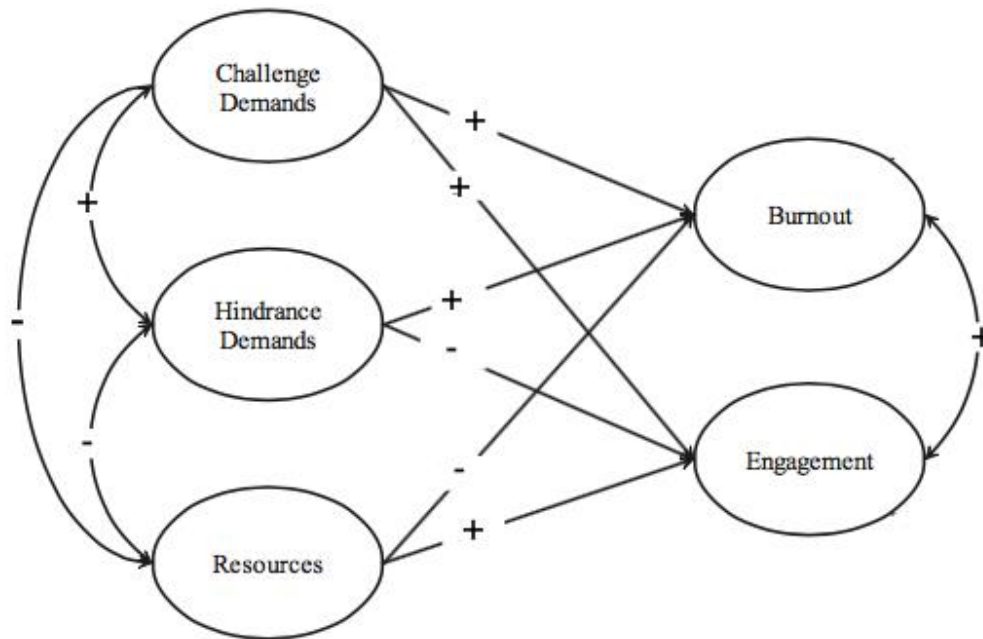 Challenge
Demands
+
+
Burnout
+
Hindrance
Demands
+
-
-
+
-
Engagement
-
+
Resources